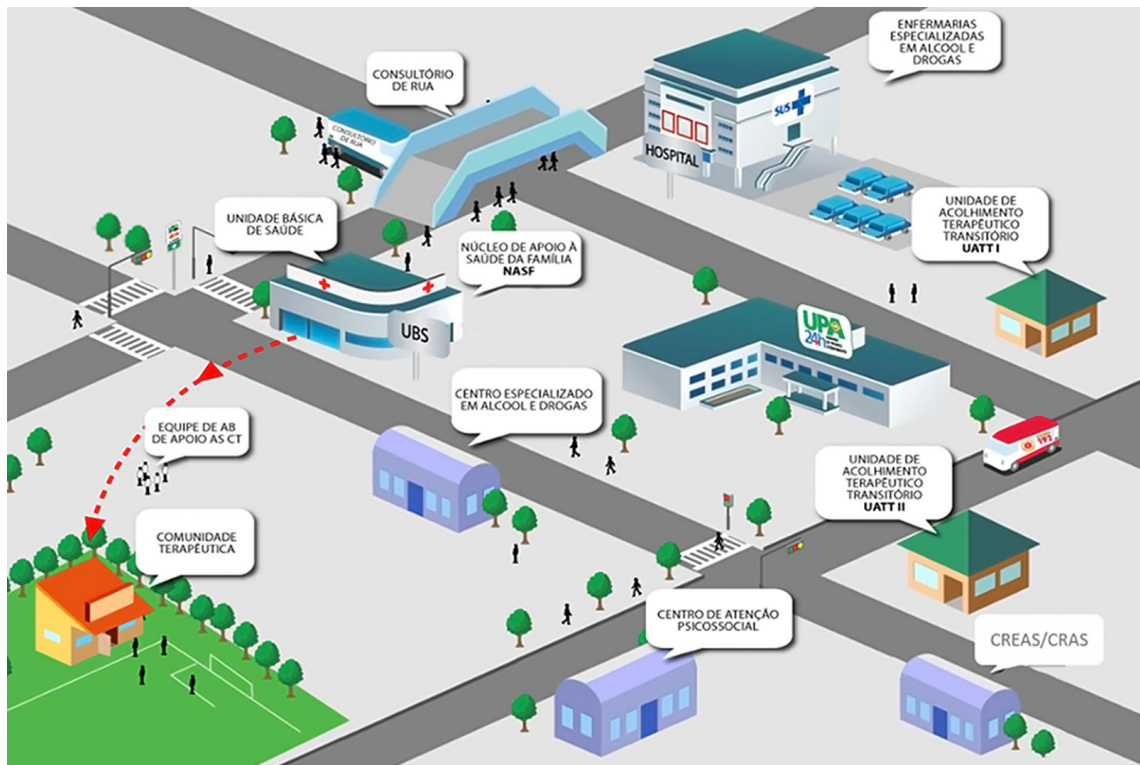 CONSULTÓRIO
DE RUA
CONSULTÓRIO
DE RUA
ENFERMARIAS
ESPECIALIZADAS
EM ALCOOL E
DROGAS
SUS
HOSPITAL
UNIDADE DE
ACOLHIMENTO
TERAPÊUTICO
TRANSITÓRIO
UATT I
UNIDADE BÁSICA
DE SAÚDE
NÚCLEO DE APOIO À
SAÚDE DA FAMÍLIA
NASF
UBS
UPA
24h
CENTRO ESPECIALIZADO
EM ALCOOL E DROGAS
EQUIPE DE AB
DE APOIO AS CT
192
UNIDADE DE
ACOLHIMENTO
TERAPÊUTICO
TRANSITÓRIO
UATT II
COMUNIDADE
TERAPÊUTICA
CENTRO DE ATENÇÃO
PSICOSSOCIAL
CREAS/CRAS